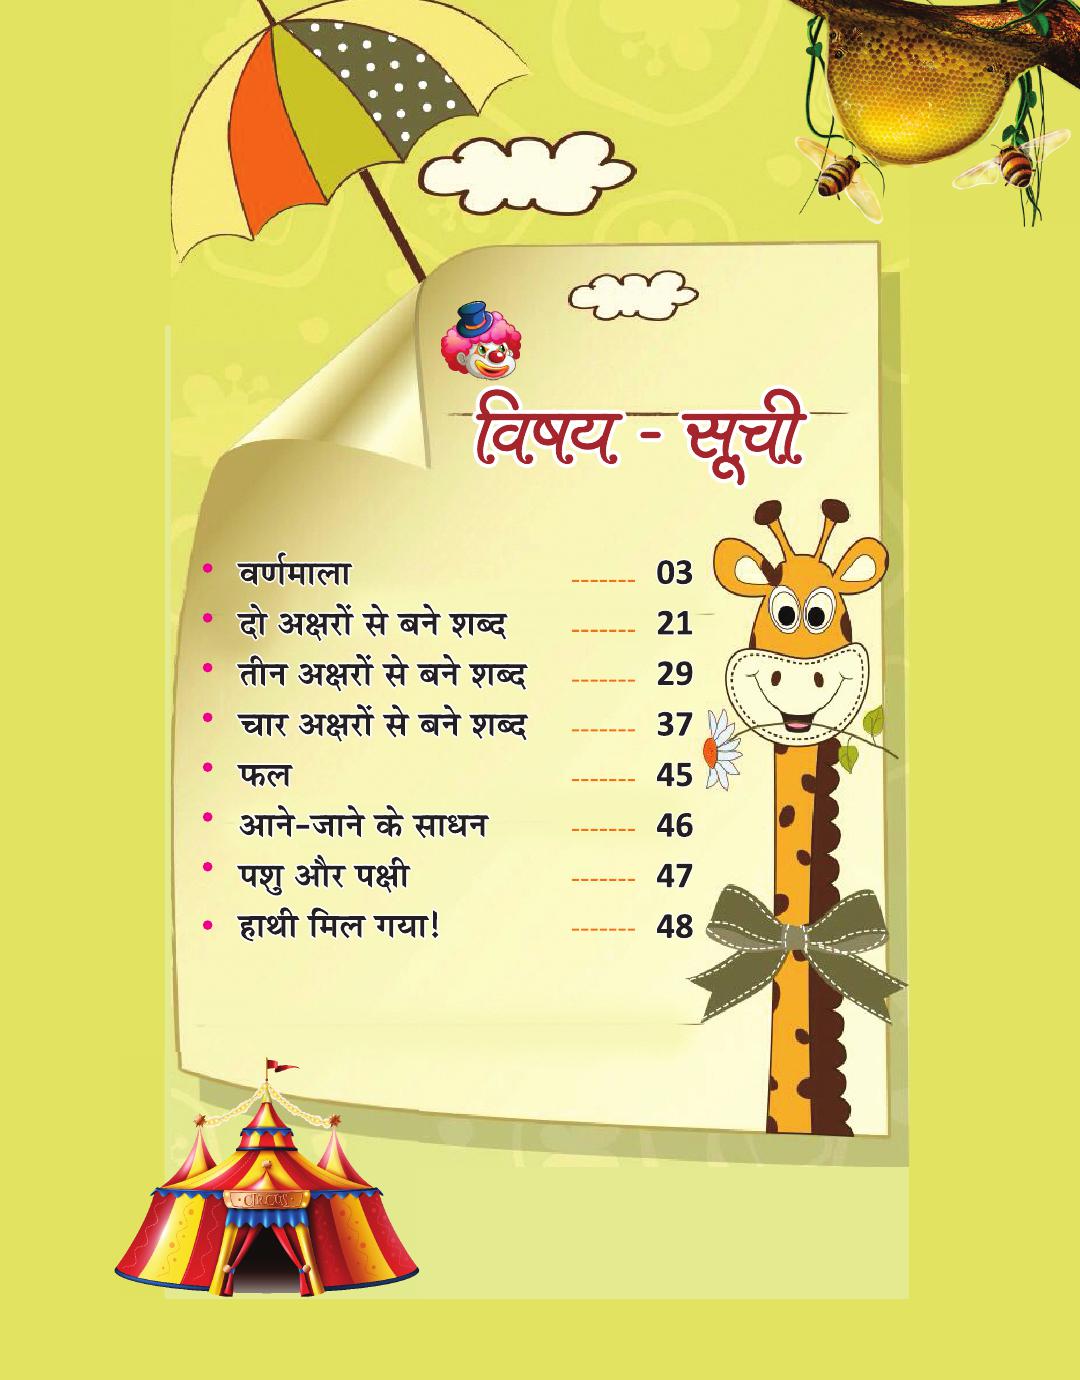 विषय - सूची
• वर्णमाला ------- 03
• दो अक्षरों से बने शब्द ------- 21
• तीन अक्षरों से बने शब्द ------- 29
• चार अक्षरों से बने शब्द ------- 37
• फल ------- 45
• आने-जाने के साधन ------- 46
• पशु और पक्षी ------- 47
• हाथी मिल गया! ------- 48
CIRCUS